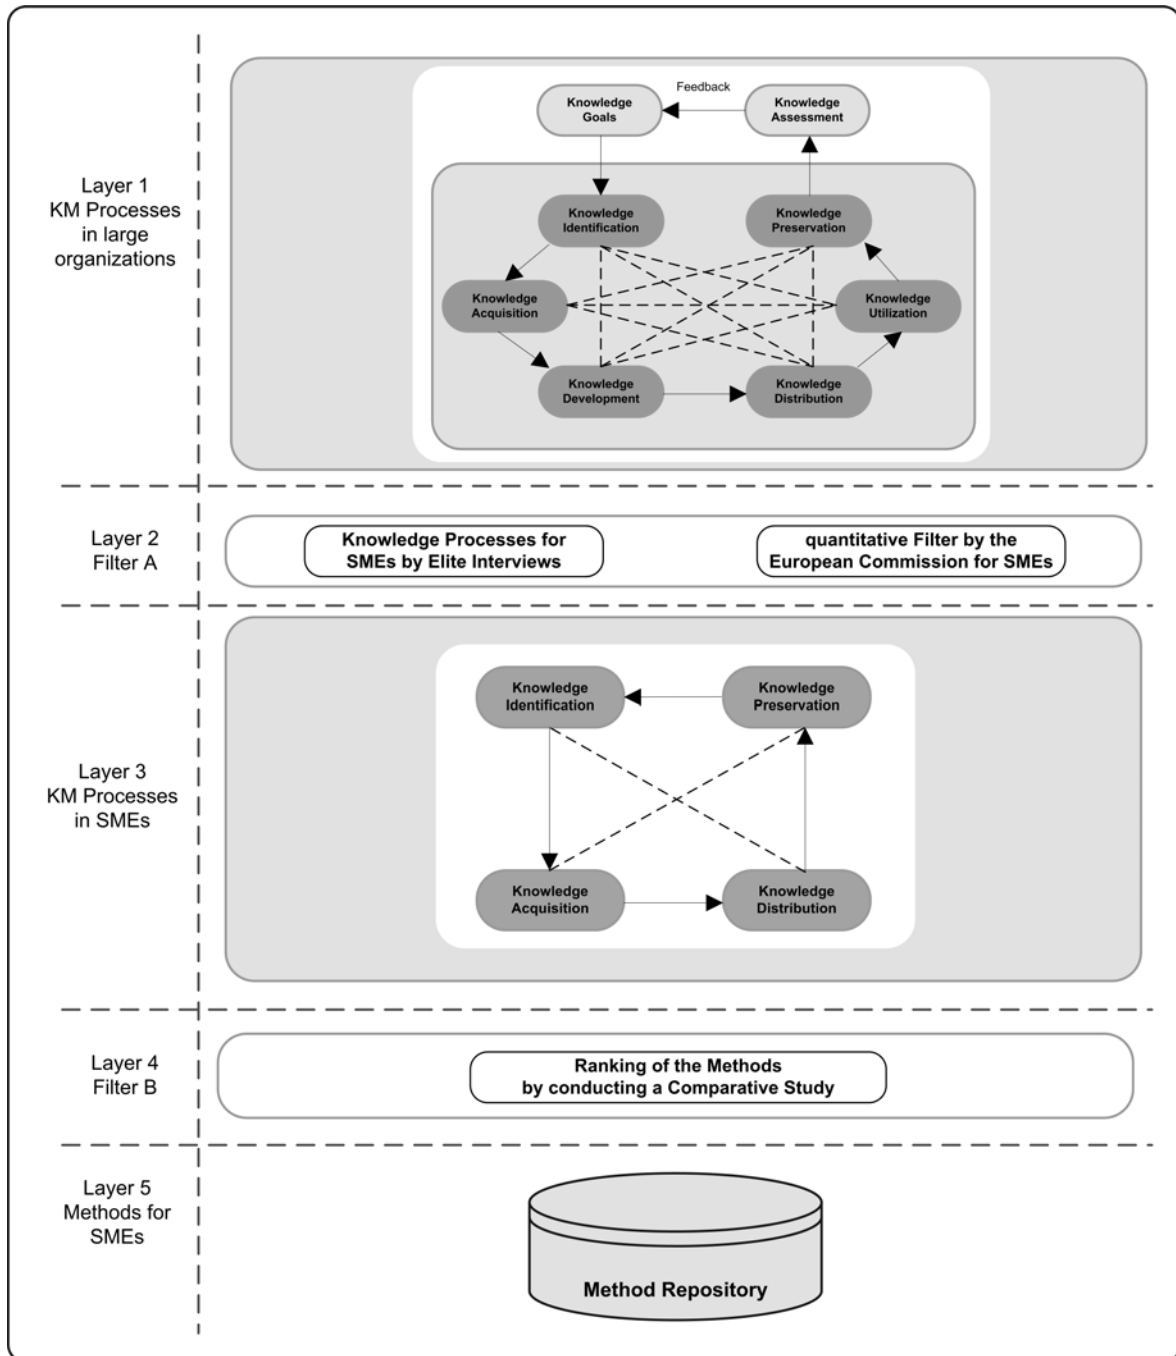 Layer 1
KM Processes
in large
organizations
Feedback
Knowledge
Goals
Knowledge
Assessment
Knowledge
Identification
Knowledge
Preservation
Knowledge
Acquisition
Knowledge
Utilization
Knowledge
Development
Knowledge
Distribution
Layer 2
Filter A
Knowledge Processes for
SMEs by Elite Interviews
quantitative Filter by the
European Commission for SMEs
Layer 3
KM Processes
in SMEs
Knowledge
Identification
Knowledge
Preservation
Knowledge
Acquisition
Knowledge
Distribution
Layer 4
Filter B
Ranking of the Methods
by conducting a Comparative Study
Layer 5
Methods for
SMEs
Method Repository